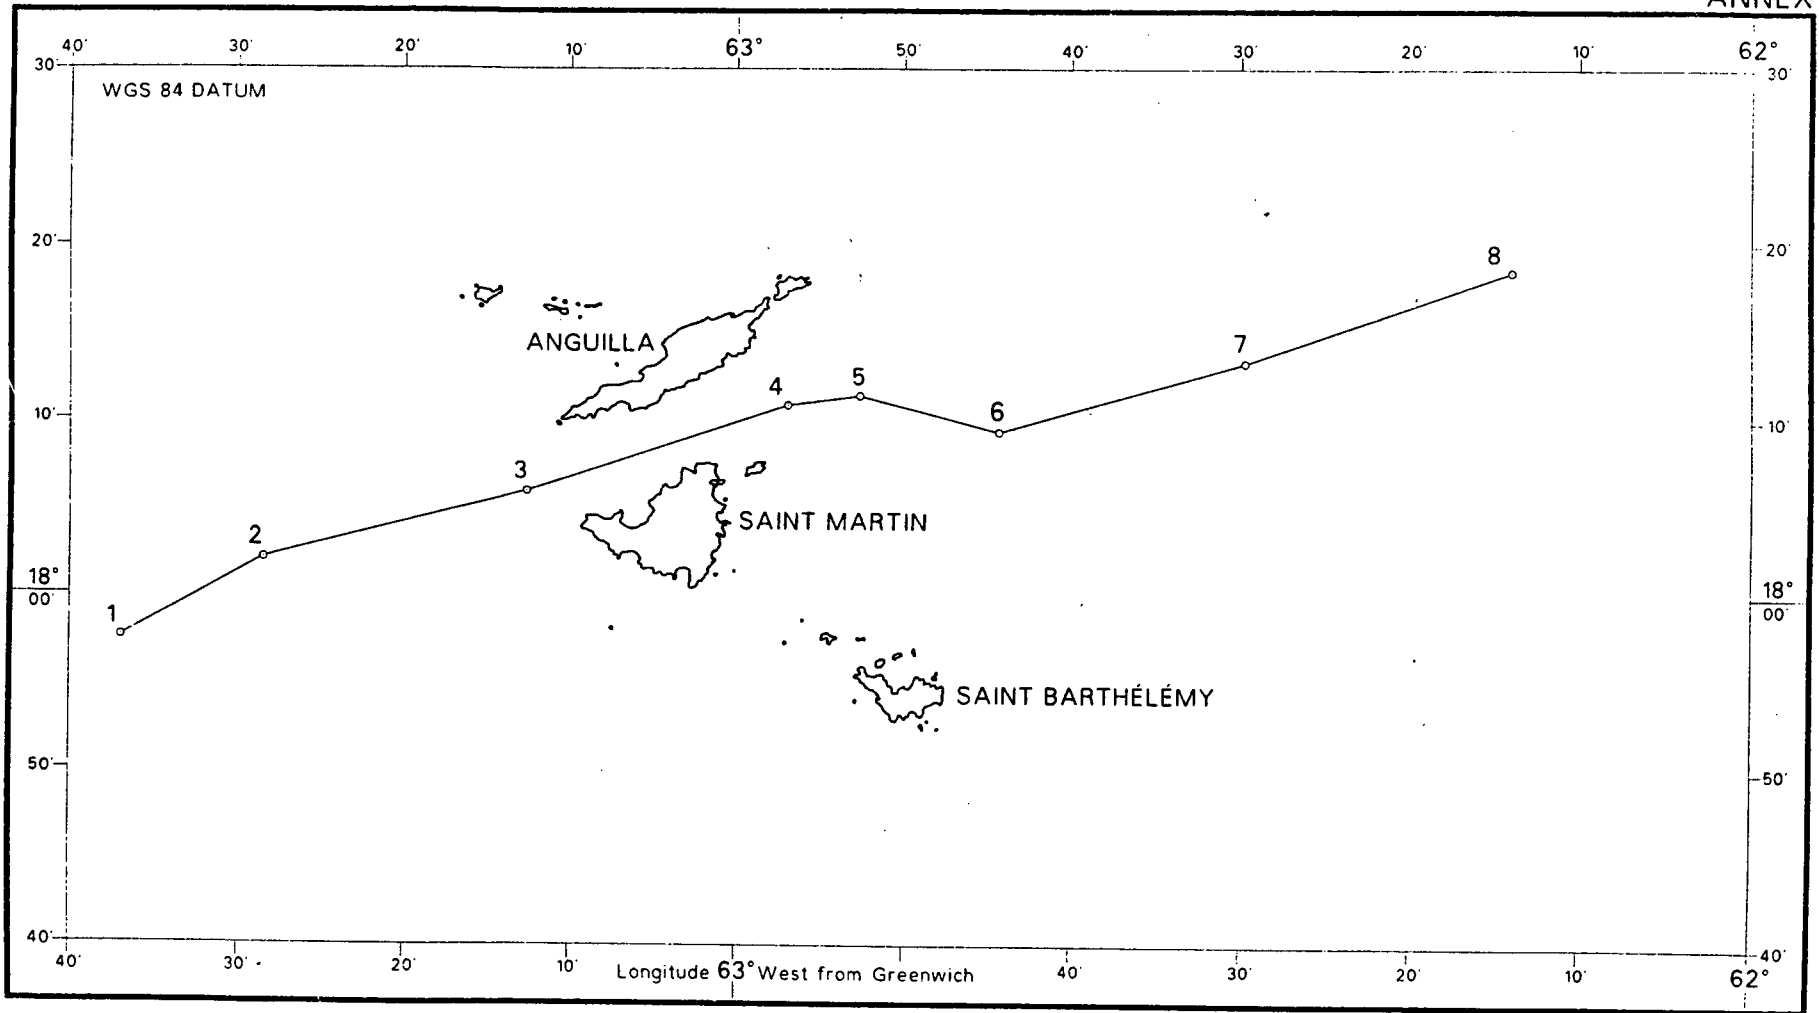 ANNEX
40' 30' 20' 10' 63° 50' 40' 30' 20' 10' 62°
30' 30'
WGS 84 DATUM
20' 20'
8
ANGUILLA
7
4 5
10' 6 10'
3
SAINT MARTIN
2
18° 18°
00' 00'
1
SAINT BARTHÉLÉMY
50' 50'
40' 40'
40' 30' 20' 10' Longitude 63° West from Greenwich 40' 30' 20' 10' 62°